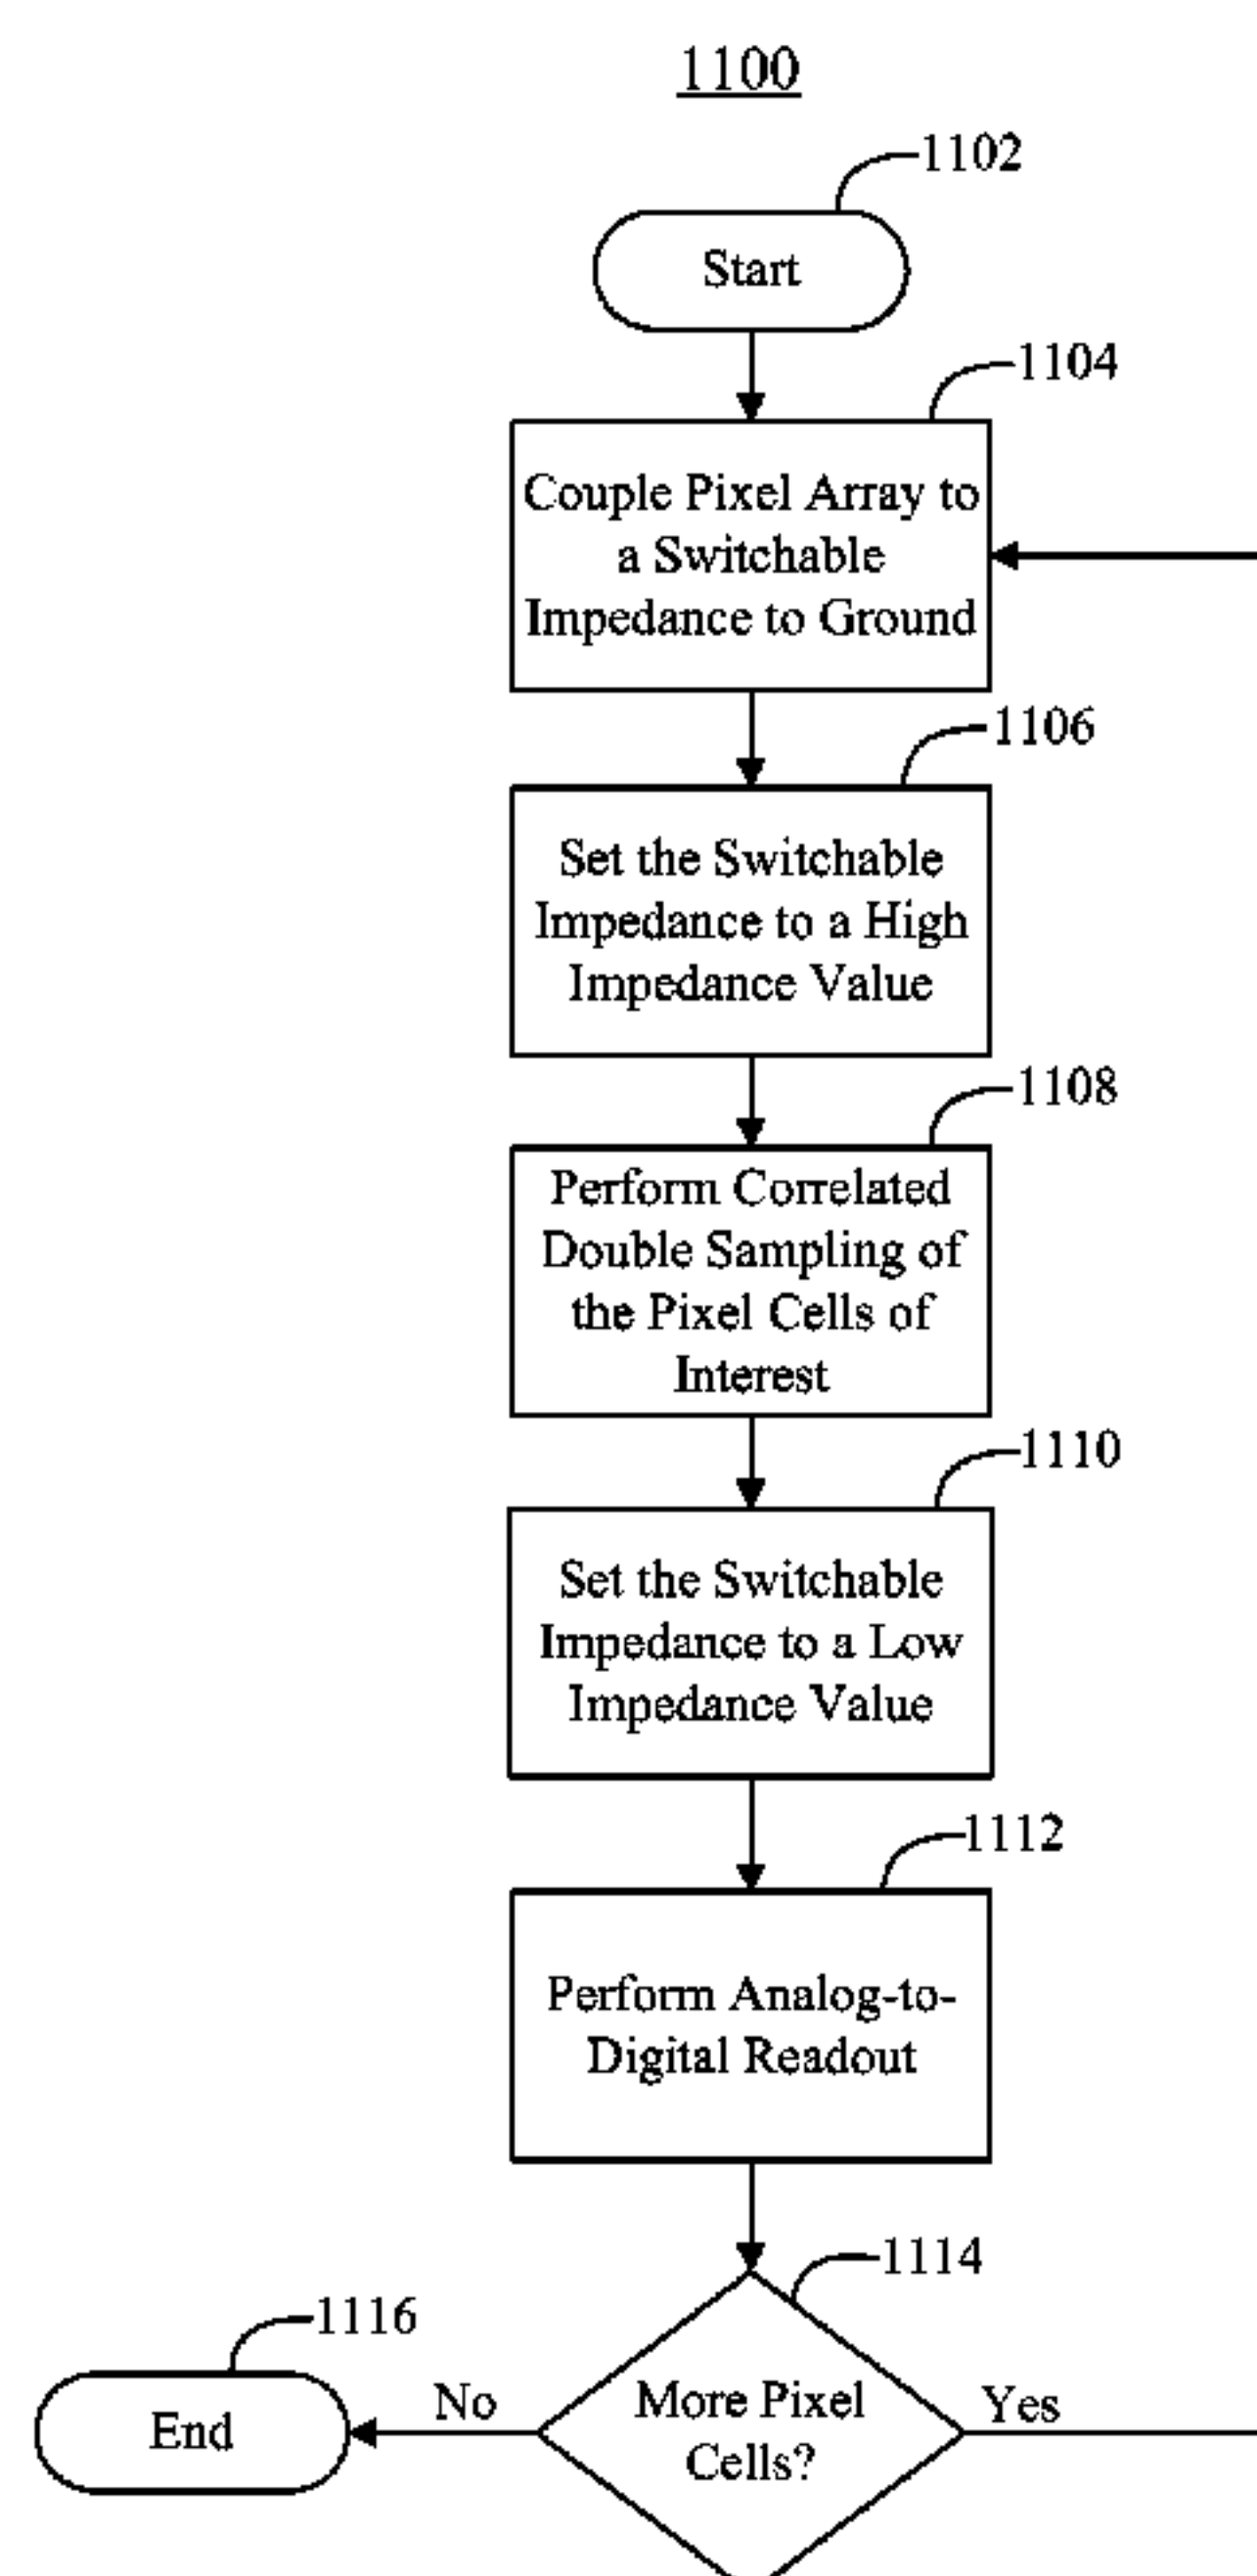 1100
1102
Start
1104
Couple Pixel Array to
a Switchable
Impedance to Ground
1106
Set the Switchable
Impedance to a High
Impedance Value
1108
Perform Correlated
Double Sampling of
the Pixel Cells of
Interest
1110
Set the Switchable
Impedance to a Low
Impedance Value
1112
Perform Analog-to-
Digital Readout
1114
More Pixel
Cells?
Yes
No
1116
End